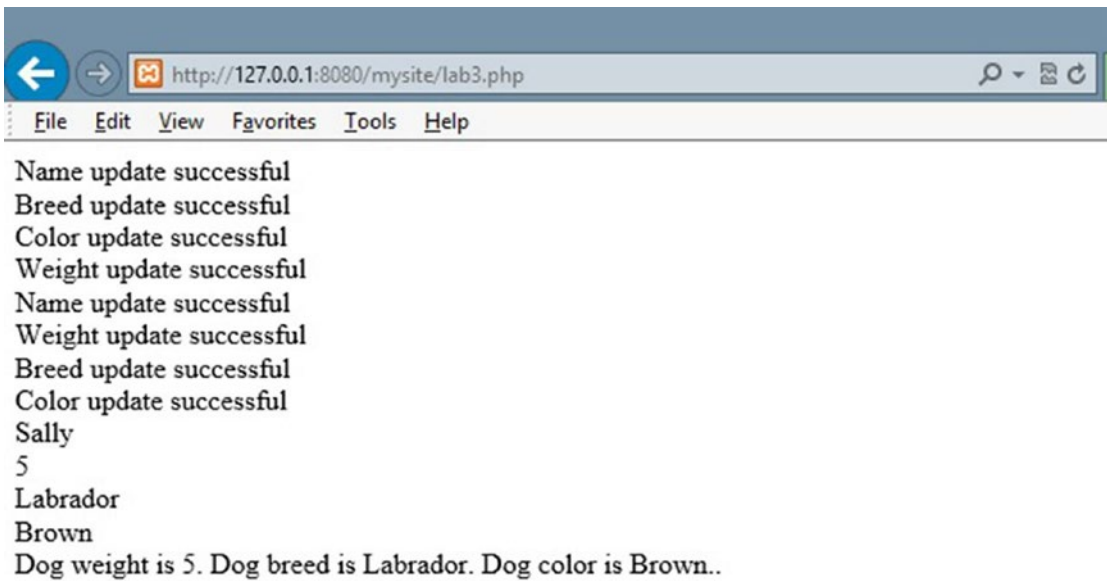 http://127.0.0.1:8080/mysite/lab3.php
File Edit View Favorites Tools Help
Name update successful
Breed update successful
Color update successful
Weight update successful
Name update successful
Weight update successful
Breed update successful
Color update successful
Sally
5
Labrador
Brown
Dog weight is 5. Dog breed is Labrador. Dog color is Brown..